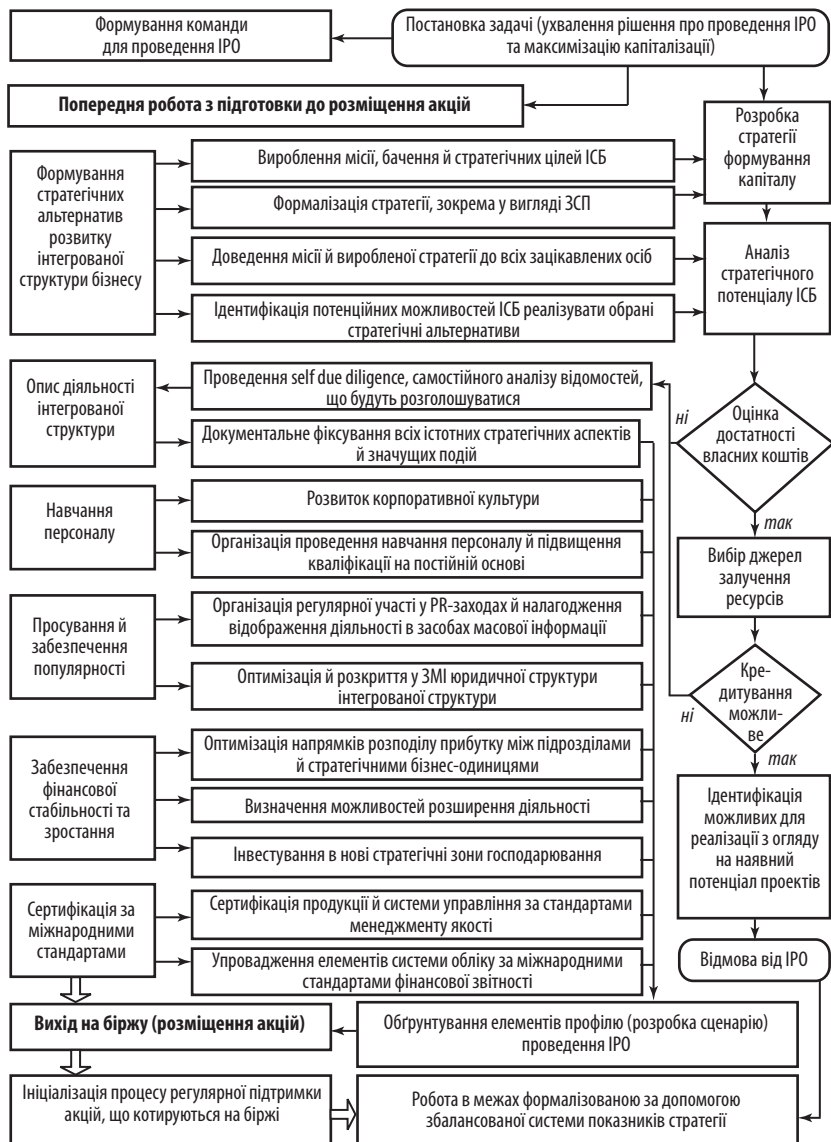 Формування команди
для проведення ІРО
Постановка задачі (ухвалення рішення про проведення ІРО
та максимізацію капіталізації)
Попередня робота з підготовки до розміщення акцій
Розробка
стратегії
формування
капіталу
Формування
стратегічних
альтернатив
розвитку
інтегрованої
структури бізнесу
Вироблення місії, бачення й стратегічних цілей ІСБ
Формалізація стратегії, зокрема у вигляді ЗСП
Доведення місії й виробленої стратегії до всіх зацікавлених осіб
Ідентифікація потенційних можливостей ІСБ реалізувати обрані
стратегічні альтернативи
Аналіз
стратегічного
потенціалу ІСБ
Опис діяльності
інтегрованої
структури
Проведення self due diligence, самостійного аналізу відомостей,
що будуть розголошуватися
Документальне фіксування всіх істотних стратегічних аспектів
й значущих подій
ні
Оцінка
достатності
власних коштів
так
Навчання
персоналу
Розвиток корпоративної культури
Організація проведення навчання персоналу й підвищення
кваліфікації на постійній основі
Вибір джерел
залучення
ресурсів
Просування й
забезпечення
популярності
Організація регулярної участі у PR-заходах й налагодження
відображення діяльності в засобах масової інформації
Оптимізація й розкриття у ЗМІ юридичної структури
інтегрованої структури
Кре-
дитування
можли-
ве
ні
так
Забезпечення
фінансової
стабільності та
зростання
Оптимізація напрямків розподілу прибутку між підрозділами
й стратегічними бізнес-одиницями
Визначення можливостей розширення діяльності
Інвестування в нові стратегічні зони господарювання
Ідентифікація
можливих для
реалізації з огляду
на наявний
потенціал проектів
Сертифікація за
міжнародними
стандартами
Сертифікація продукції й системи управління за стандартами
менеджменту якості
Упровадження елементів системи обліку за міжнародними
стандартами фінансової звітності
Відмова від ІРО
Вихід на біржу (розміщення акцій)
Обґрунтування елементів профілю (розробка сценарію)
проведення ІРО
Ініціалізація процесу регулярної підтримки
акцій, що котируються на біржі
Робота в межах формалізованою за допомогою
збалансованої системи показників стратегії